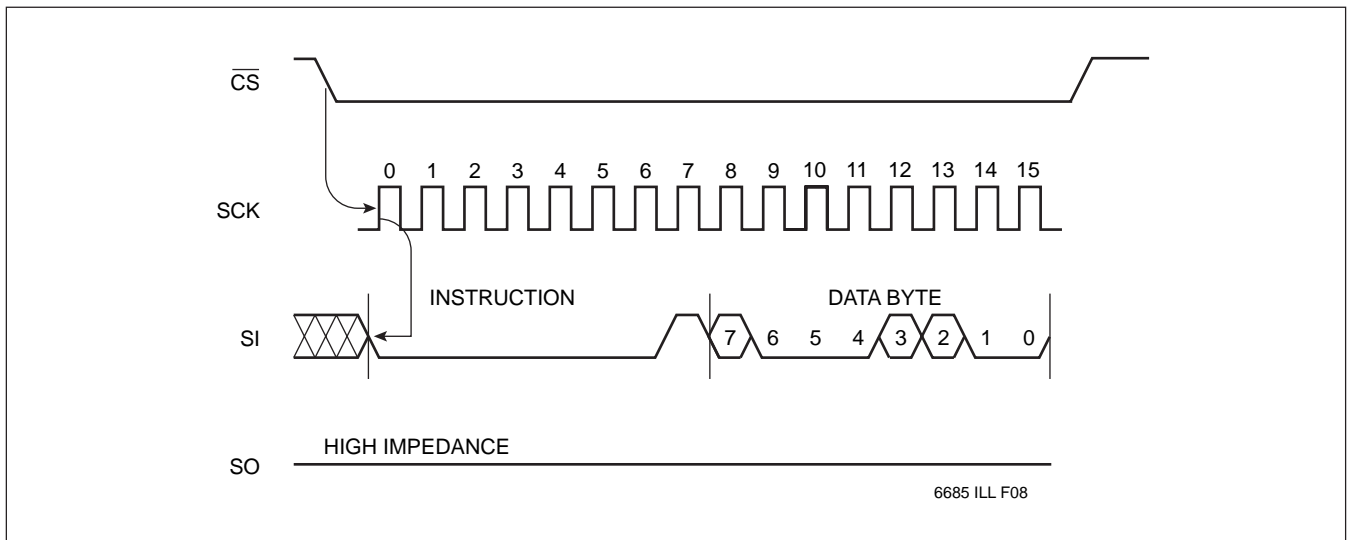 C̅S̅
0 1 2 3 4 5 6 7 8 9 10 11 12 13 14 15
SCK
INSTRUCTION DATA BYTE
SI 7 6 5 4 3 2 1 0
HIGH IMPEDANCE
SO
6685 ILL F08